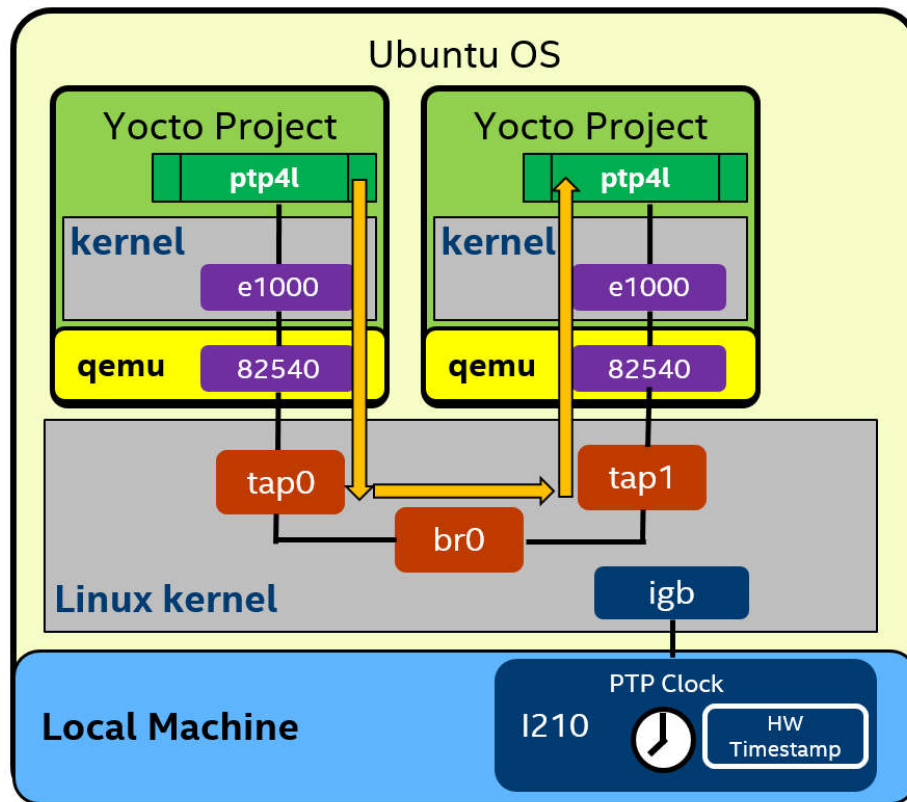 Ubuntu OS
Yocto Project
ptp4l
kernel
e1000
qemu
82540
Yocto Project
ptp4l
kernel
e1000
qemu
82540
tap0
tap1
br0
igb
Linux kernel
Local Machine
PTP Clock
I210
HW
Timestamp